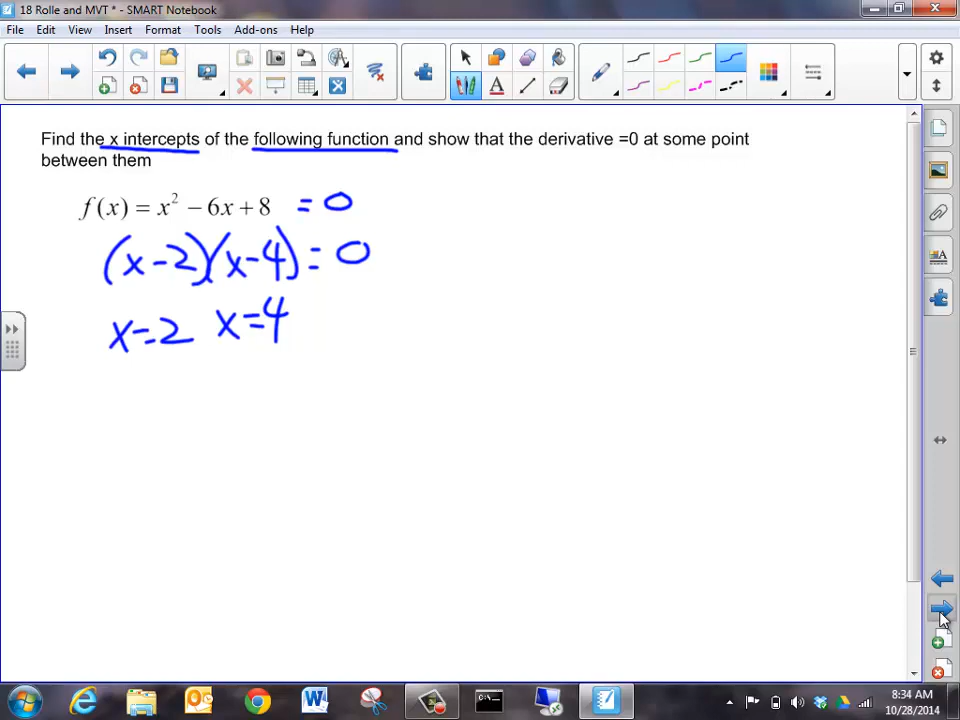 18 Rolle and MVT * - SMART Notebook
File Edit View Insert Format Tools Add-ons Help
Find the x intercepts of the following function and show that the derivative =0 at some point
between them
f(x) = x² − 6x + 8 = 0
(x-2)(x-4) = 0
x=2 x=4
8:34 AM
10/28/2014